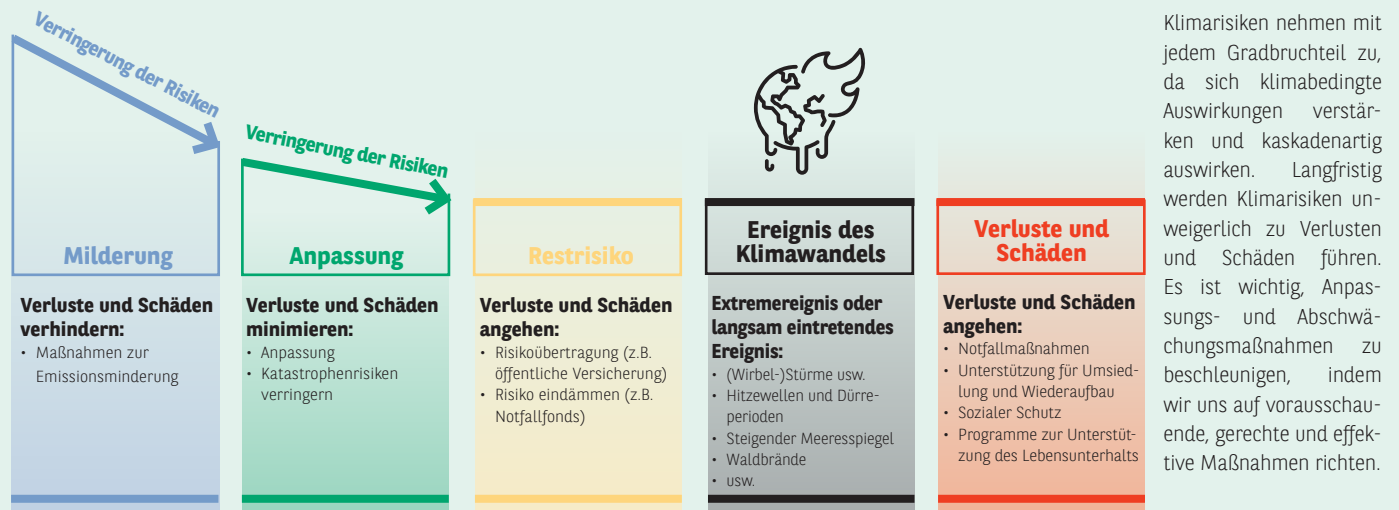 Verringerung der Risiken
Milderung
Verluste und Schäden
verhindern:
• Maßnahmen zur
Emissionsminderung
Verringerung der Risiken
Anpassung
Verluste und Schäden
minimieren:
• Anpassung
• Katastrophenrisiken
verringern
Restrisiko
Verluste und Schäden
angehen:
• Risikoübertragung (z.B.
öffentliche Versicherung)
• Risiko eindämmen (z.B.
Notfallfonds)
Ereignis des
Klimawandels
Extremereignis oder
langsam eintretendes
Ereignis:
• (Wirbel-)Stürme usw.
• Hitzewellen und Dürre-
perioden
• Steigender Meeresspiegel
• Waldbrände
• usw.
Verluste und
Schäden
Verluste und Schäden
angehen:
• Notfallmaßnahmen
• Unterstützung für Umsied-
lung und Wiederaufbau
• Sozialer Schutz
• Programme zur Unterstüt-
zung des Lebensunterhalts
Klimarisiken nehmen mit
jedem Gradbruchteil zu,
da sich klimabedingte
Auswirkungen verstär-
ken und kaskadenartig
auswirken. Langfristig
werden Klimarisiken un-
weigerlich zu Verlusten
und Schäden führen.
Es ist wichtig, Anpas-
sungs- und Abschwä-
chungsmaßnahmen zu
beschleunigen, indem
wir uns auf vorausschau-
ende, gerechte und effek-
tive Maßnahmen richten.